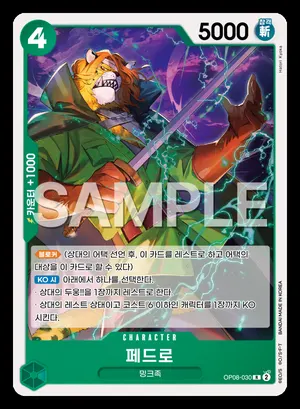 4
5000
참격
斬
카운터 +1000
SAMPLE
블로커 (상대의 어택 선언 후, 이 카드를 레스트로 하고 어택의
대상을 이 카드로 할 수 있다)
KO 시 아래에서 하나를 선택한다.
· 상대의 두웅!!을 1장까지 레스트로 한다.
· 상대의 레스트 상태이고 코스트 6 이하인 캐릭터를 1장까지 KO
시킨다.
CHARACTER
페드로
밍크족
OP08-030 R 2